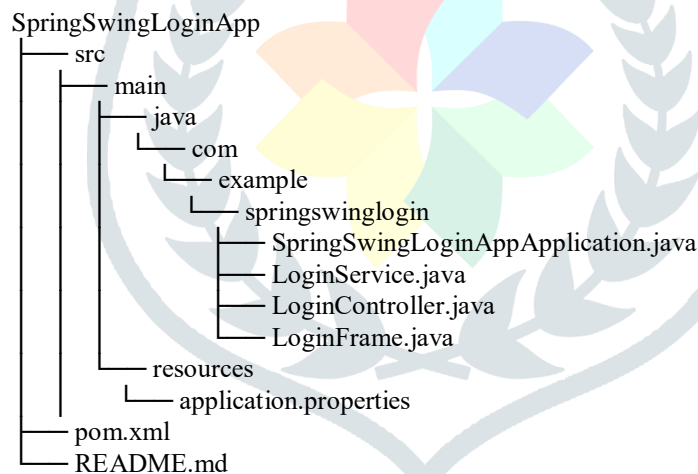 SpringSwingLoginApp
├── src
│   ├── main
│   │   ├── java
│   │   │   └── com
│   │   │       └── example
│   │   │           └── springswinglogin
│   │   │               ├── SpringSwingLoginAppApplication.java
│   │   │               ├── LoginService.java
│   │   │               ├── LoginController.java
│   │   │               ├── LoginFrame.java
│   │   └── resources
│   │       └── application.properties
├── pom.xml
└── README.md